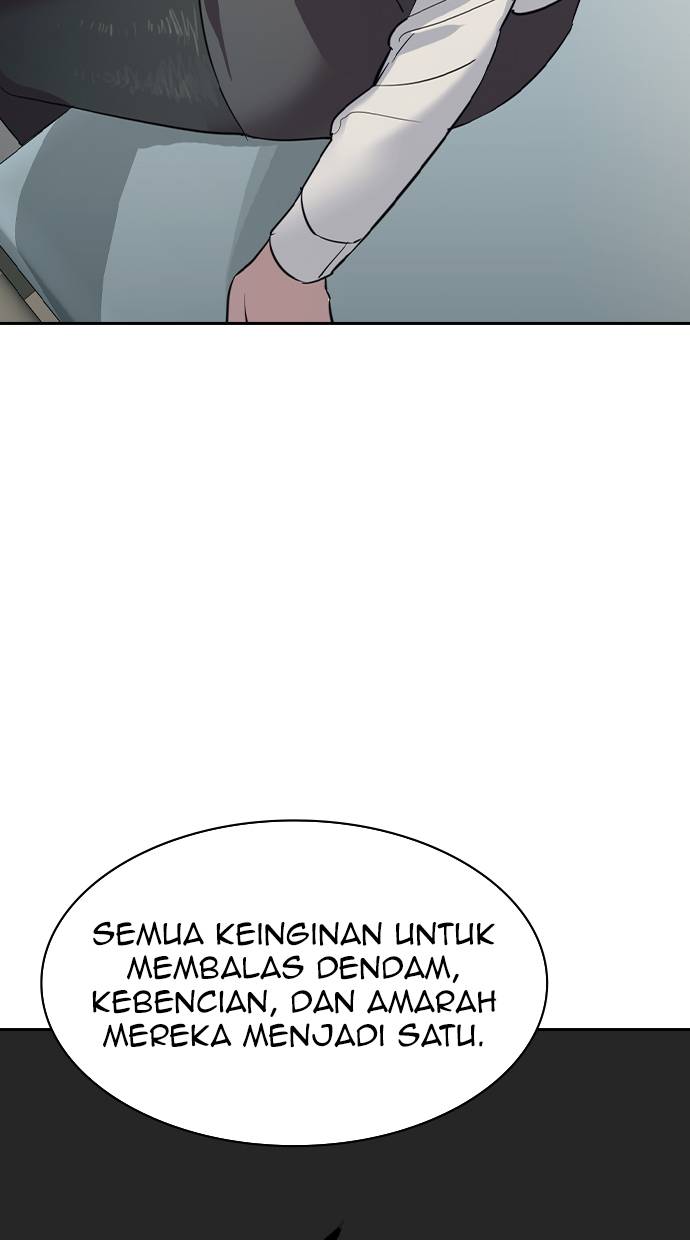 SEMUA KEINGINAN UNTUK
MEMBALAS DENDAM,
KEBENCIAN, DAN AMARAH
MEREKA MENJADI SATU.